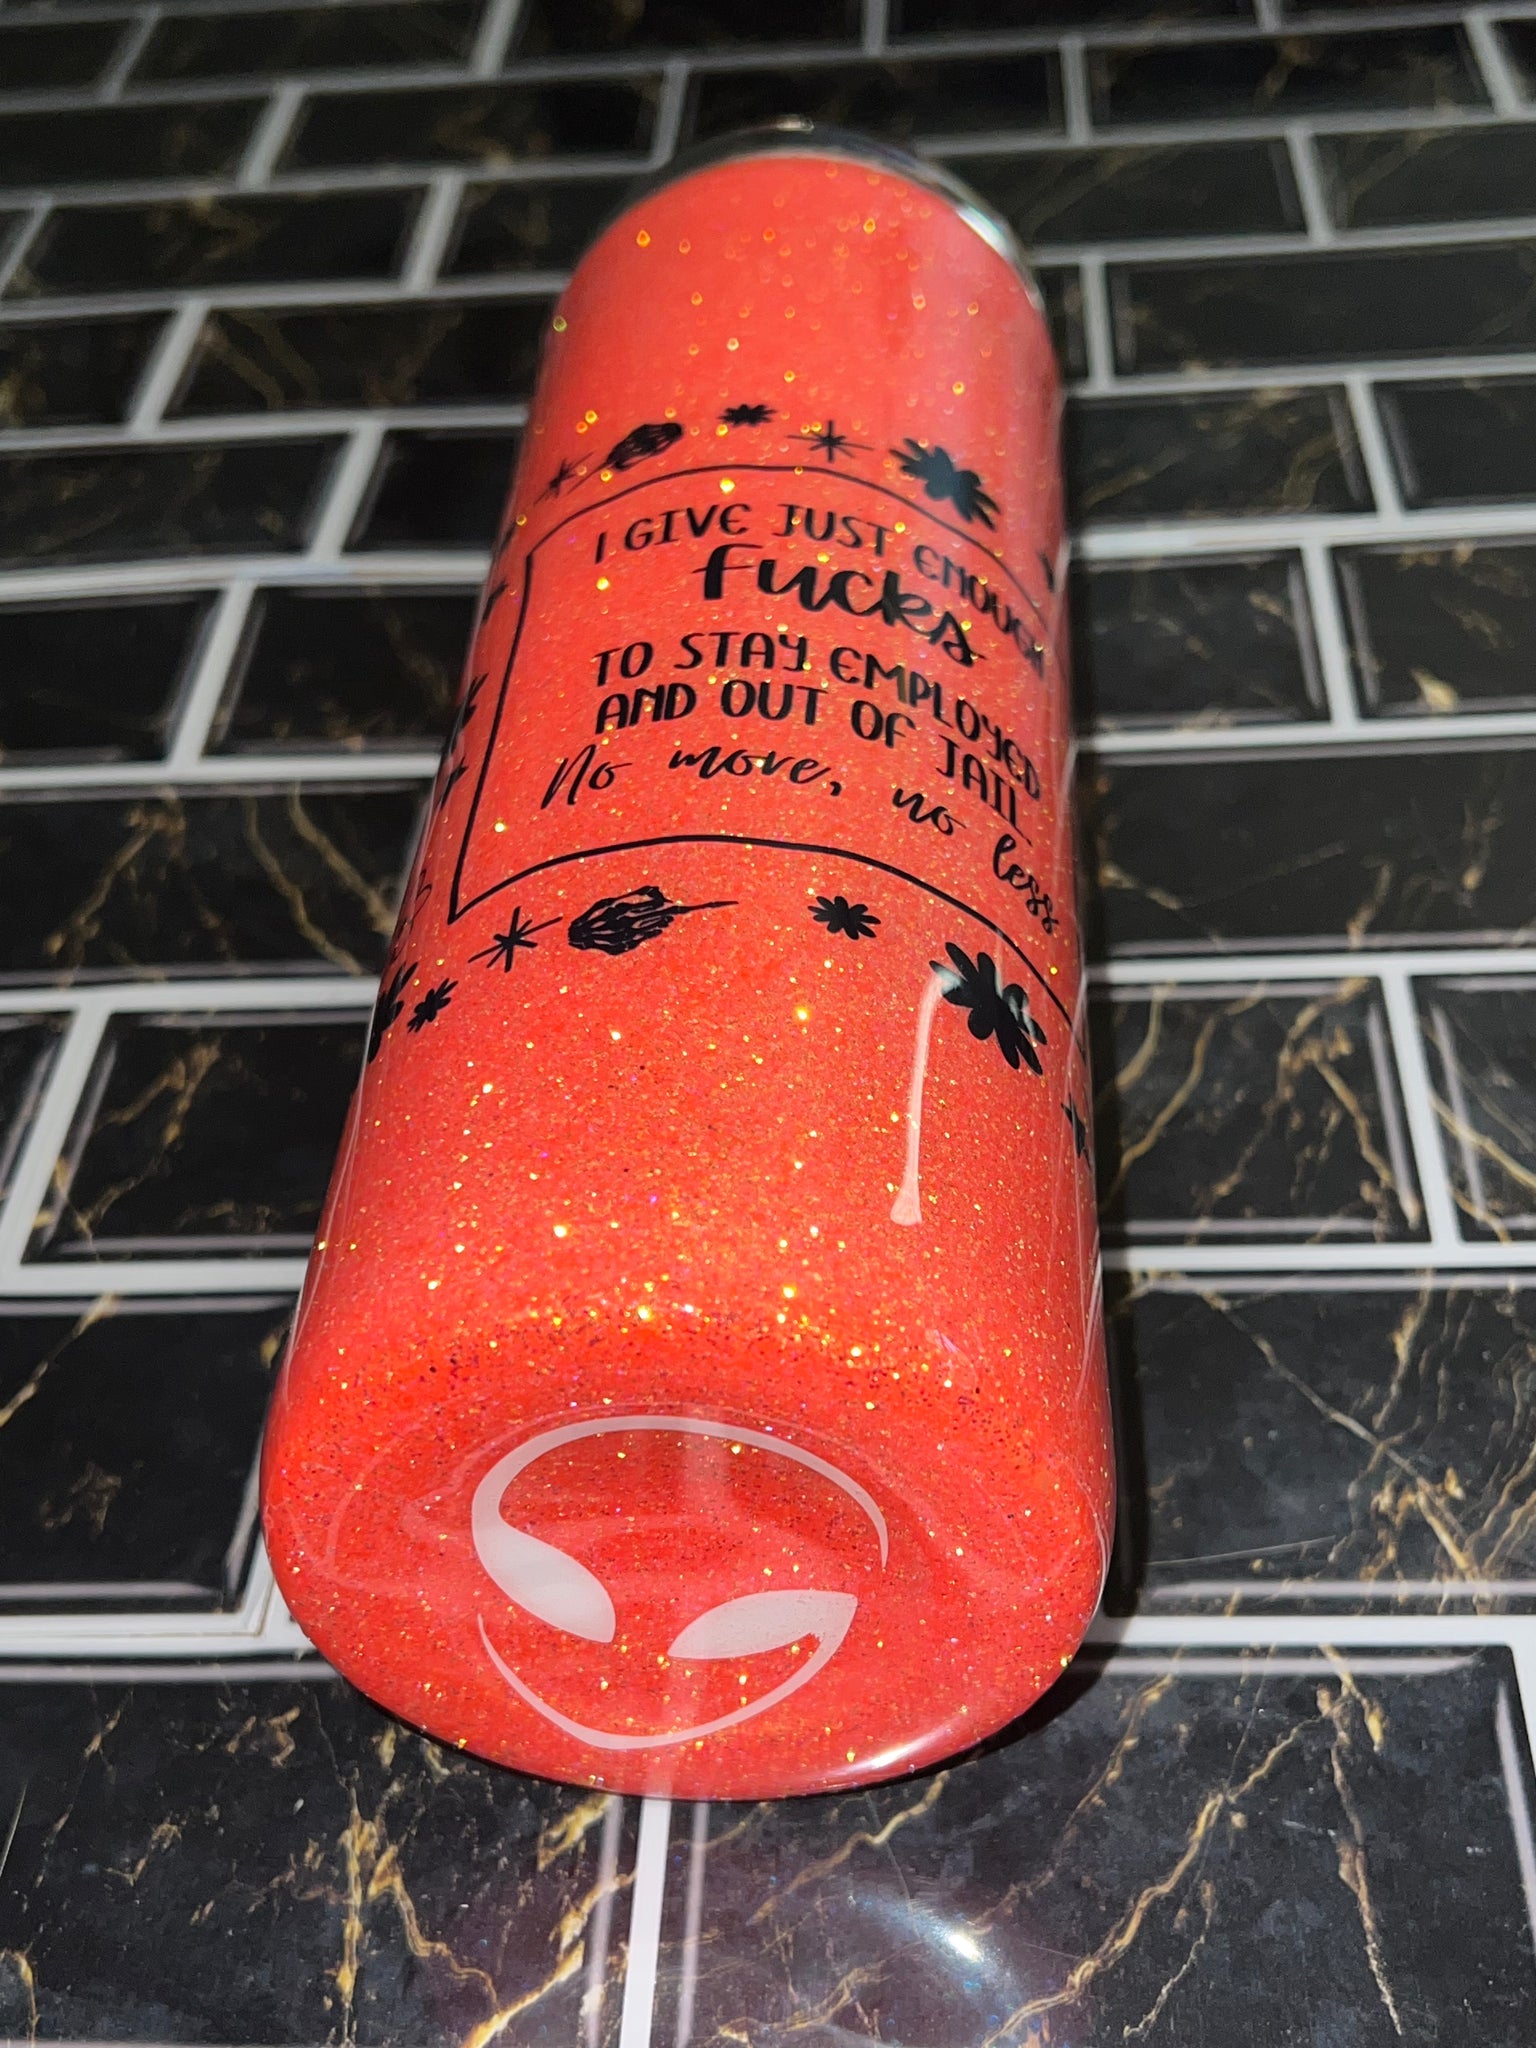 I GIVE JUST ENOUGH
fucks
TO STAY EMPLOYED
AND OUT OF JAIL.
No more, no less